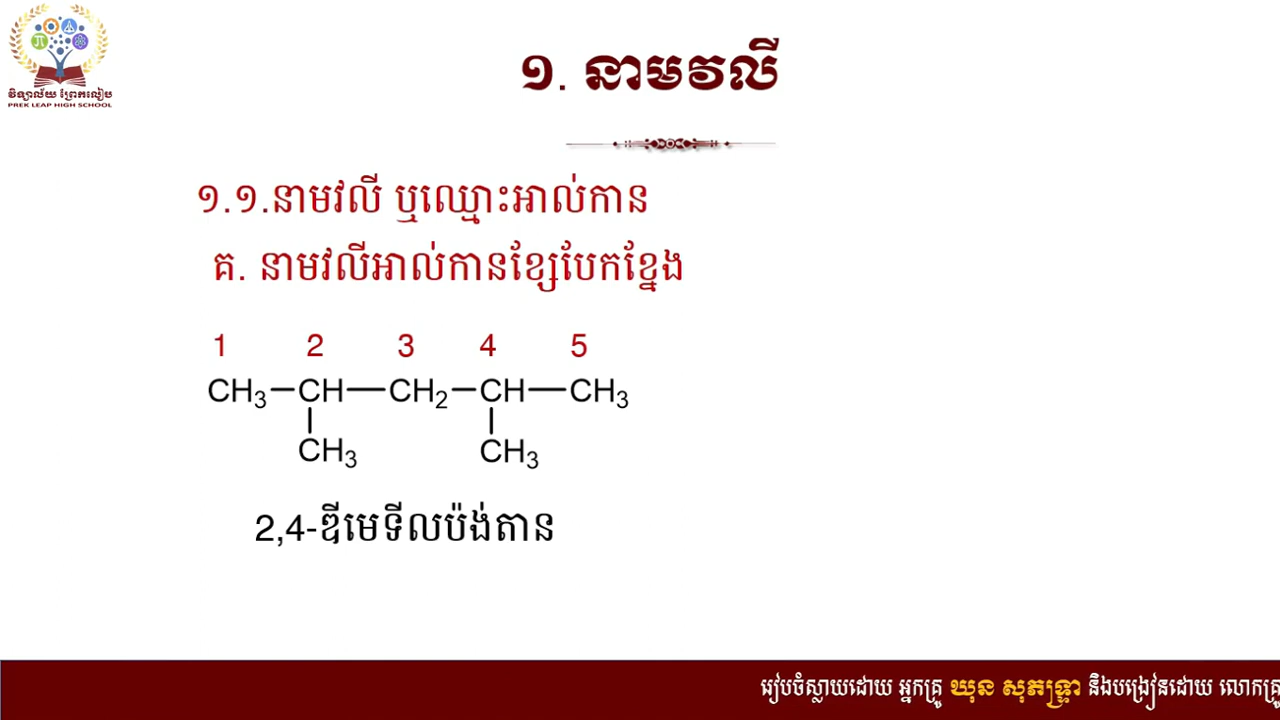 វិទ្យាល័យ ព្រែកលៀប
PREK LEAP HIGH SCHOOL
១. នាមវលី
១.១.នាមវលី ឬឈ្មោះអាល់កាន
គ. នាមវលីអាល់កានខ្សែបែកខ្នែង
1 2 3 4 5
CH3 CH CH2 CH CH3
CH3 CH3
2,4-ឌីមេទីលប៉ង់តាន
រៀបចំស្លាយដោយ អ្នកគ្រូ ឃុន សុភទ្រ្ទា និងបង្រៀនដោយ លោកគ្រូ